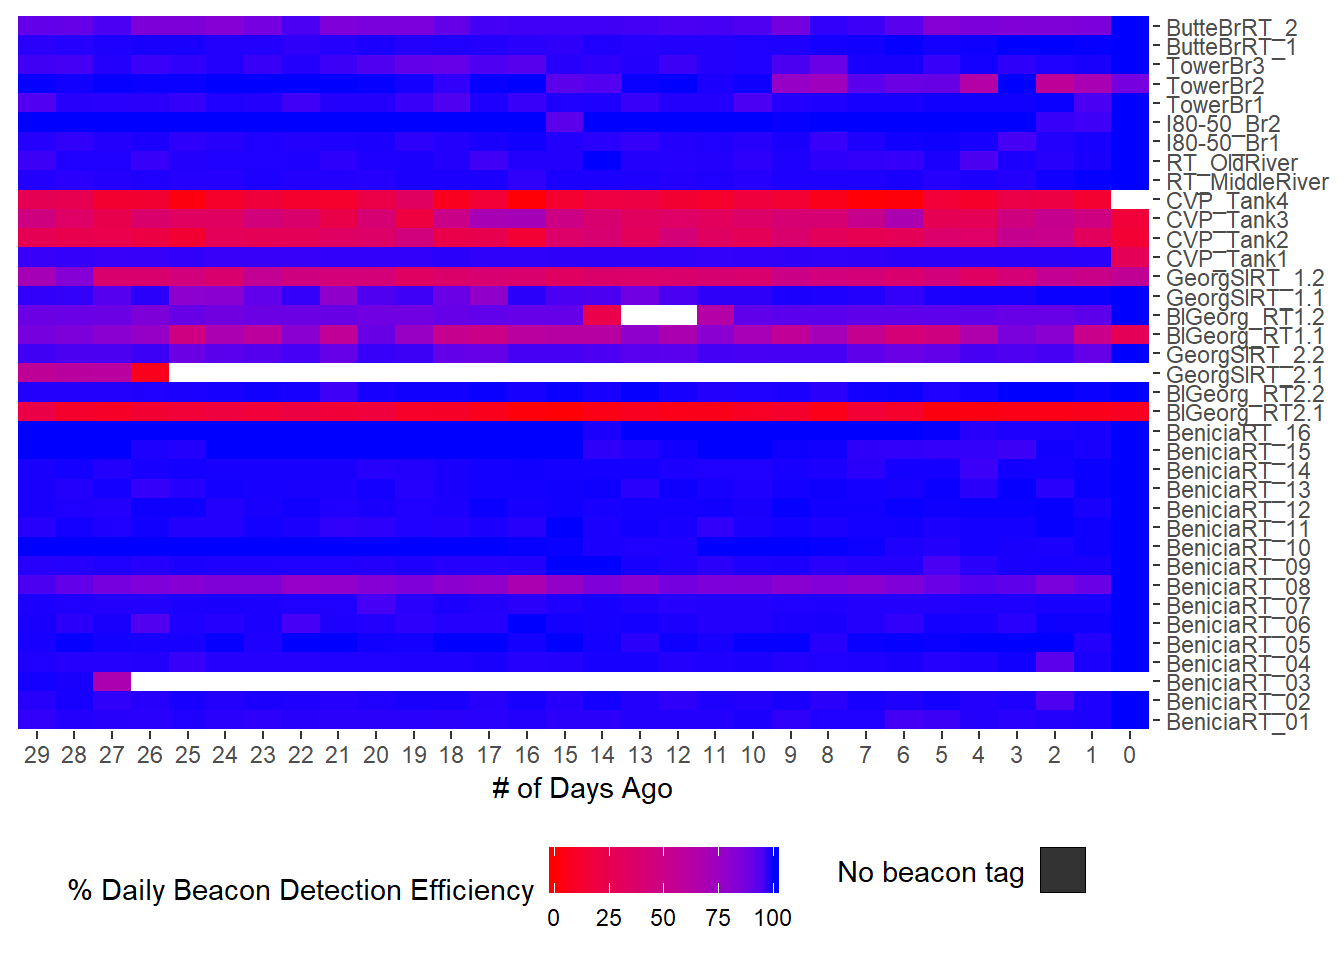 ButteBrRT_2
ButteBrRT_1
TowerBr3
TowerBr2
TowerBr1
I80-50_Br2
I80-50_Br1
RT_OldRiver
RT_MiddleRiver
CVP_Tank4
CVP_Tank3
CVP_Tank2
CVP_Tank1
GeorgSlRT_1.2
GeorgSlRT_1.1
BlGeorg_RT1.2
BlGeorg_RT1.1
GeorgSlRT_2.2
GeorgSlRT_2.1
BlGeorg_RT2.2
BlGeorg_RT2.1
BeniciaRT_16
BeniciaRT_15
BeniciaRT_14
BeniciaRT_13
BeniciaRT_12
BeniciaRT_11
BeniciaRT_10
BeniciaRT_09
BeniciaRT_08
BeniciaRT_07
BeniciaRT_06
BeniciaRT_05
BeniciaRT_04
BeniciaRT_03
BeniciaRT_02
BeniciaRT_01
29 28 27 26 25 24 23 22 21 20 19 18 17 16 15 14 13 12 11 10 9 8 7 6 5 4 3 2 1 0
# of Days Ago
% Daily Beacon Detection Efficiency
0 25 50 75 100
No beacon tag